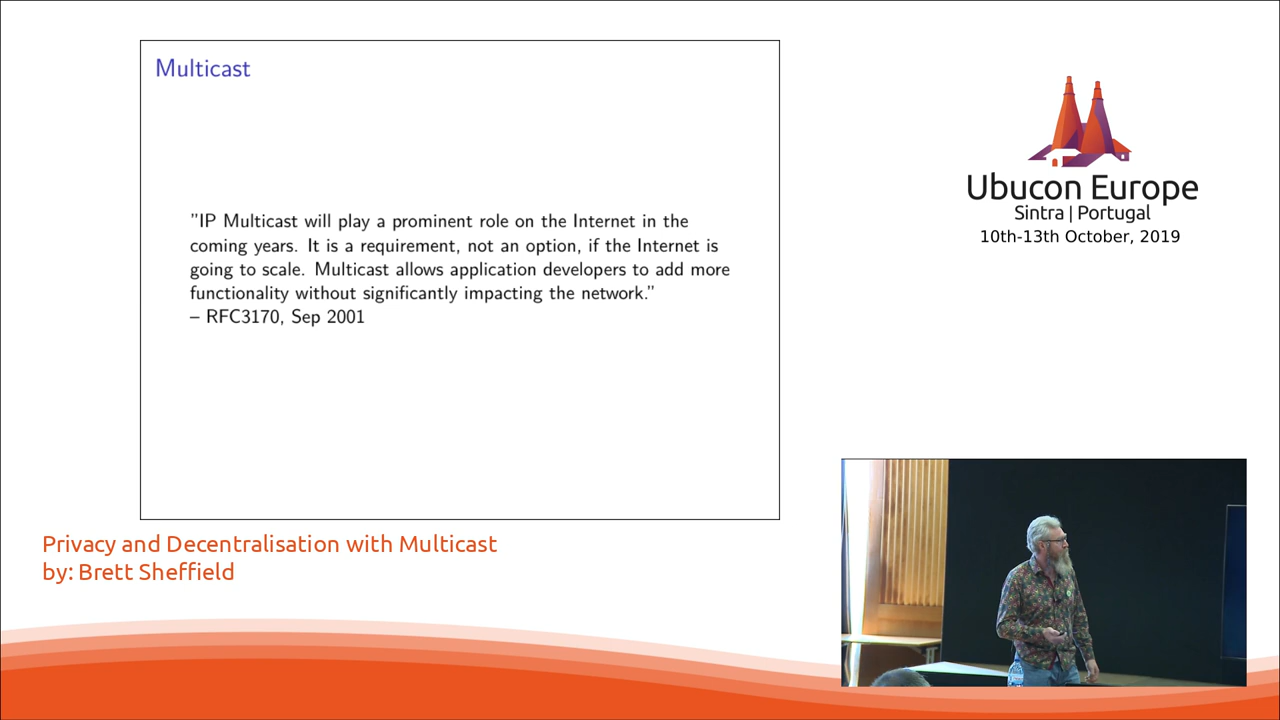 Multicast
"IP Multicast will play a prominent role on the Internet in the
coming years. It is a requirement, not an option, if the Internet is
going to scale. Multicast allows application developers to add more
functionality without significantly impacting the network."
– RFC3170, Sep 2001
Ubucon Europe
Sintra | Portugal
10th-13th October, 2019
Privacy and Decentralisation with Multicast
by: Brett Sheffield